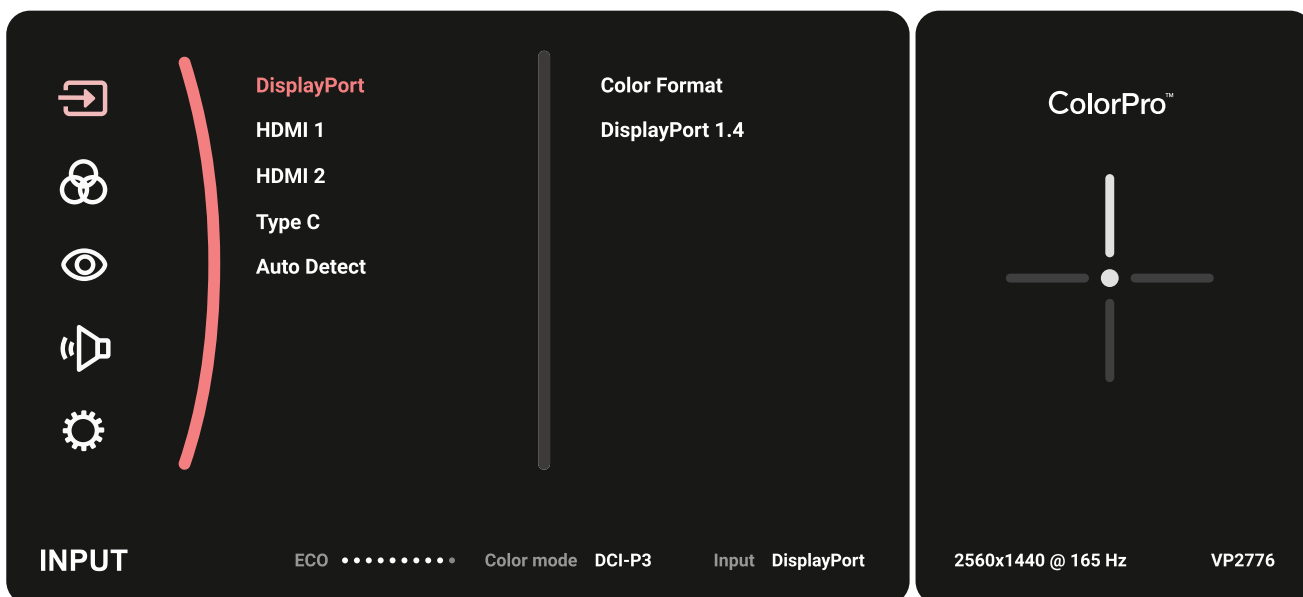 DisplayPort
HDMI 1
HDMI 2
Type C
Auto Detect
Color Format
DisplayPort 1.4
INPUT
ECO
Color mode DCI-P3
Input DisplayPort
ColorPro™
2560x1440 @ 165 Hz
VP2776